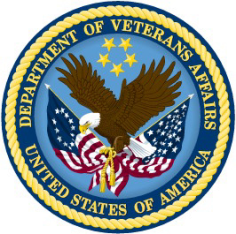 DEPARTMENT OF VETERANS AFFAIRS
UNITED STATES OF AMERICA